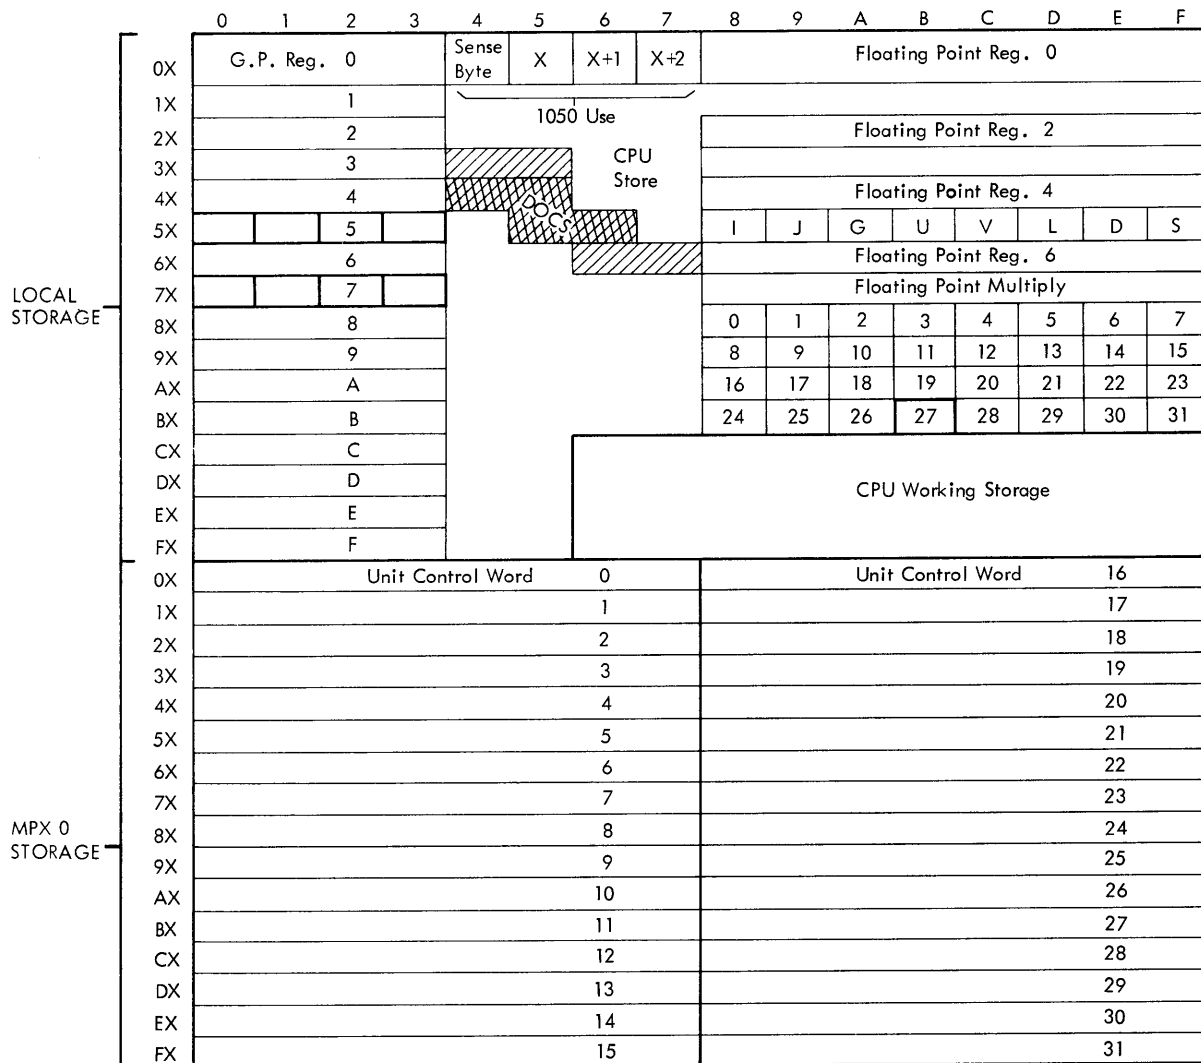 0 1 2 3 4 5 6 7 8 9 A B C D E F
0X G.P. Reg. 0 Sense Byte X X+1 X+2 Floating Point Reg. 0
1X 1
1050 Use
2X 2 Floating Point Reg. 2
3X 3 CPU Store
4X 4 Floating Point Reg. 4
DOCS
5X 5 I J G U V L D S
6X 6 Floating Point Reg. 6
7X 7 Floating Point Multiply
LOCAL STORAGE
8X 8 0 1 2 3 4 5 6 7
9X 9 8 9 10 11 12 13 14 15
AX A 16 17 18 19 20 21 22 23
BX B 24 25 26 27 28 29 30 31
CX C
DX D CPU Working Storage
EX E
FX F
0X Unit Control Word 0 Unit Control Word 16
1X 1 17
2X 2 18
3X 3 19
4X 4 20
5X 5 21
6X 6 22
7X 7 23
MPX 0 STORAGE
8X 8 24
9X 9 25
AX 10 26
BX 11 27
CX 12 28
DX 13 29
EX 14 30
FX 15 31